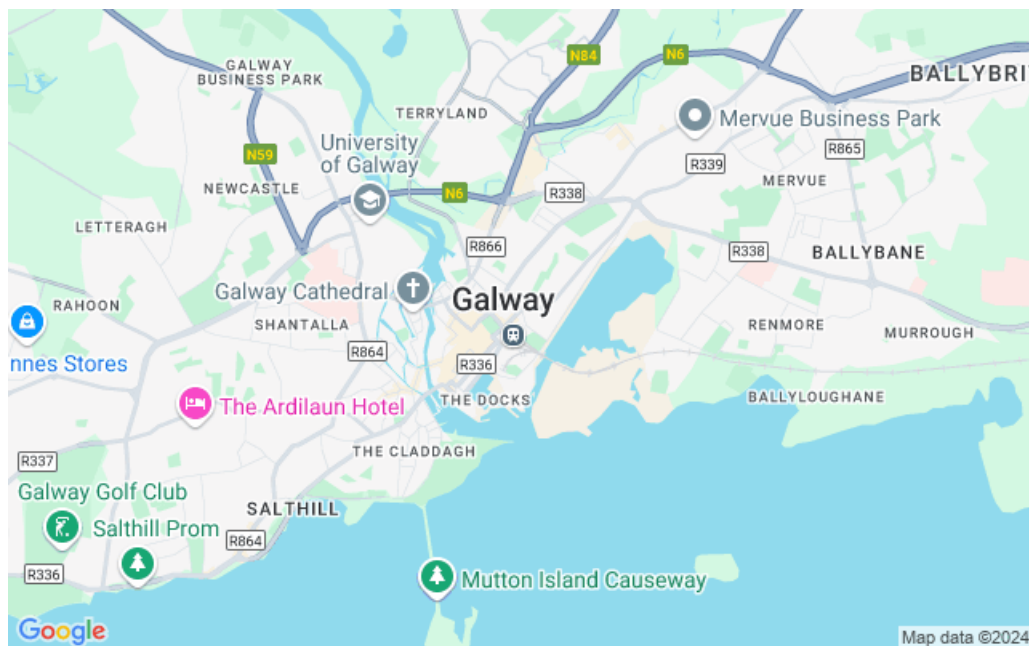 GALWAY
BUSINESS PARK
N84
N6
BALLYBRI
TERRYLAND
Mervue Business Park
University
of Galway
N59
R865
R339
NEWCASTLE
N6
R338
MERVUE
LETTERAGH
R866
R338
BALLYBANE
Galway Cathedral
Galway
RAHOON
SHANTALLA
RENMORE
MURROUGH
R864
nnes Stores
R336
The Ardilaun Hotel
THE DOCKS
BALLYLOUGHANE
THE CLADDAGH
R337
Galway Golf Club
SALTHILL
Salthill Prom
R864
R336
Mutton Island Causeway
Google
Map data ©2024